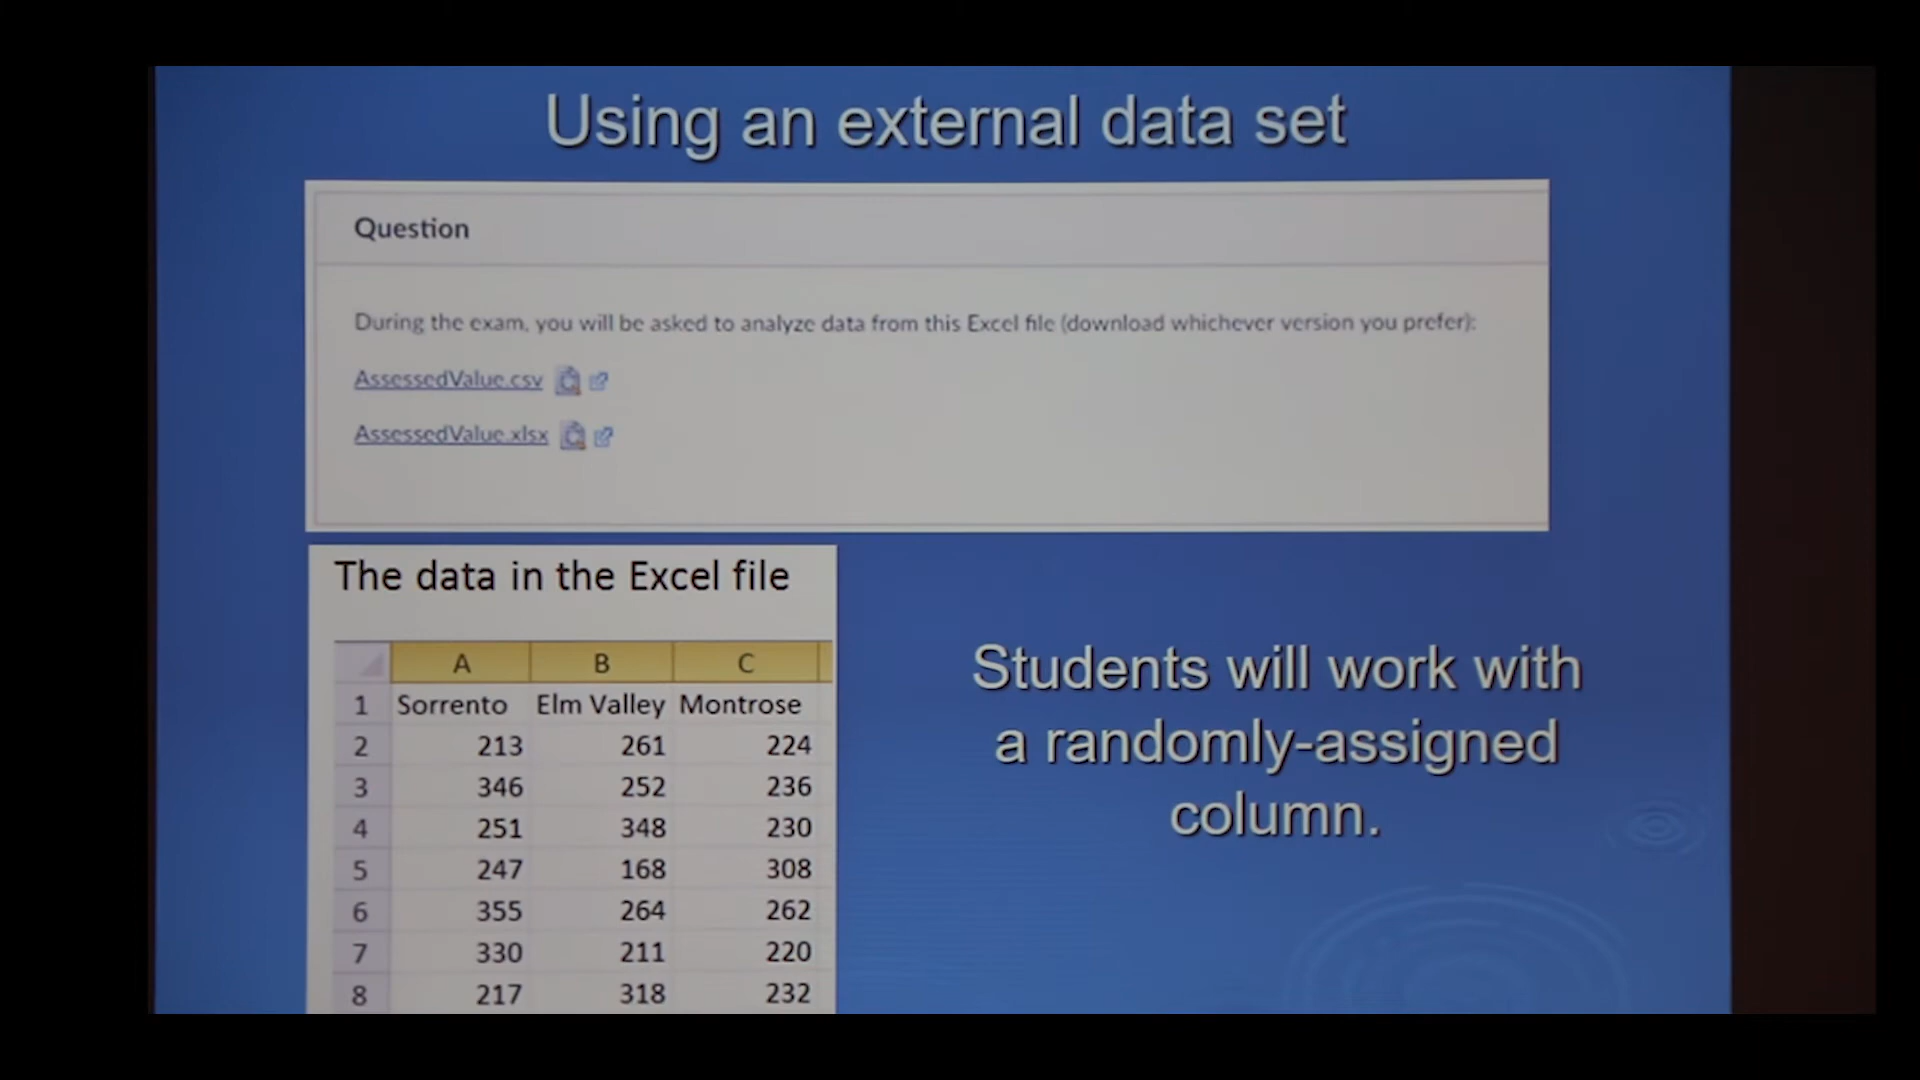 Using an external data set
Question
During the exam, you will be asked to analyze data from this Excel file (download whichever version you prefer):
AssessedValue.csv
AssessedValue.xlsx
The data in the Excel file
A B C
1 Sorrento Elm Valley Montrose
2 213 261 224
3 346 252 236
4 251 348 230
5 247 168 308
6 355 264 262
7 330 211 220
8 217 318 232
Students will work with
a randomly-assigned
column.